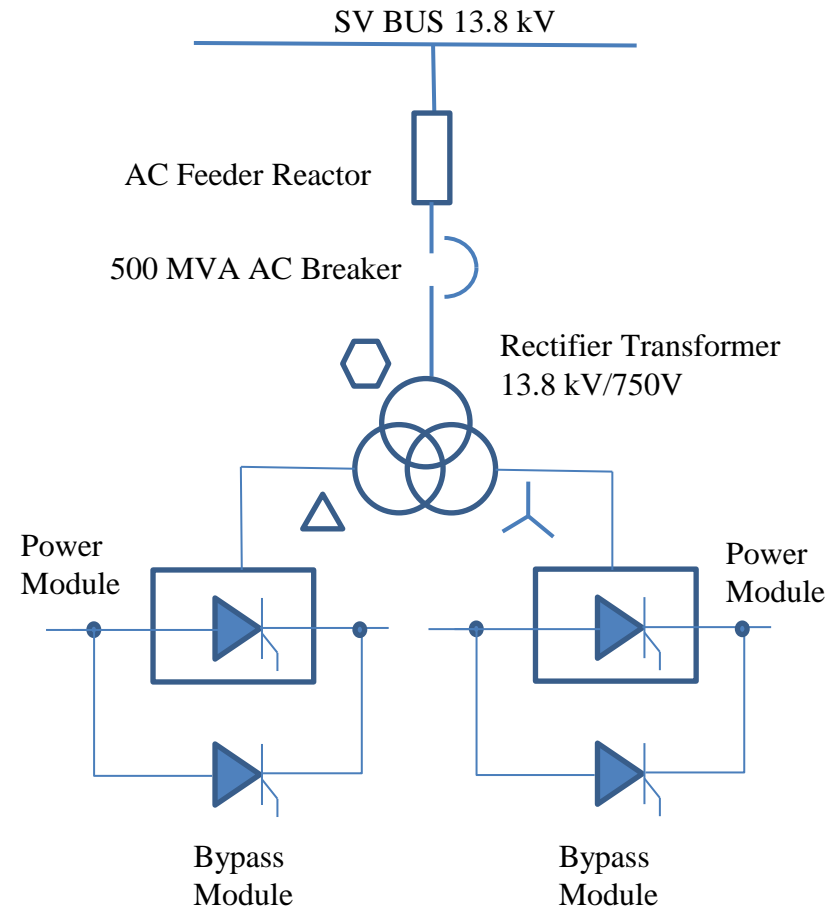 SV BUS 13.8 kV
AC Feeder Reactor
500 MVA AC Breaker
Rectifier Transformer
13.8 kV/750V
Power
Module
Power
Module
Bypass
Module
Bypass
Module